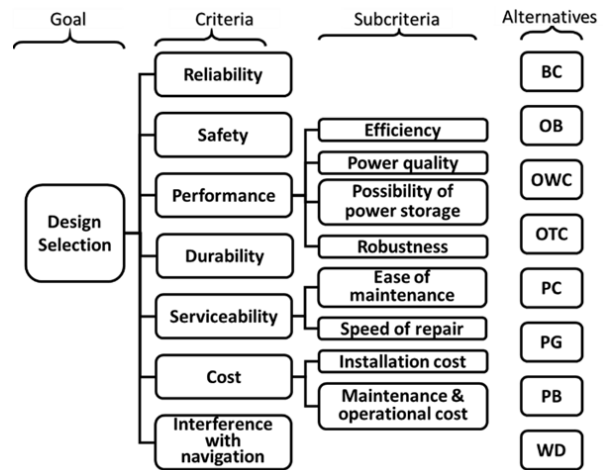 Goal
Criteria
Subcriteria
Alternatives
Design
Selection
Reliability
Safety
Performance
Durability
Serviceability
Cost
Interference
with
navigation
Efficiency
Power quality
Possibility of
power storage
Robustness
Ease of
maintenance
Speed of repair
Installation cost
Maintenance &
operational cost
BC
OB
OWC
OTC
PC
PG
PB
WD